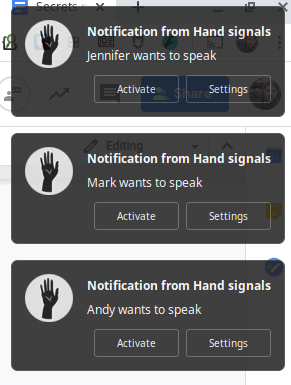 Secrets
Notification from Hand signals
Jennifer wants to speak
Activate Settings
Share
Notification from Hand signals
Editing
Mark wants to speak
Activate Settings
Notification from Hand signals
Andy wants to speak
Activate Settings